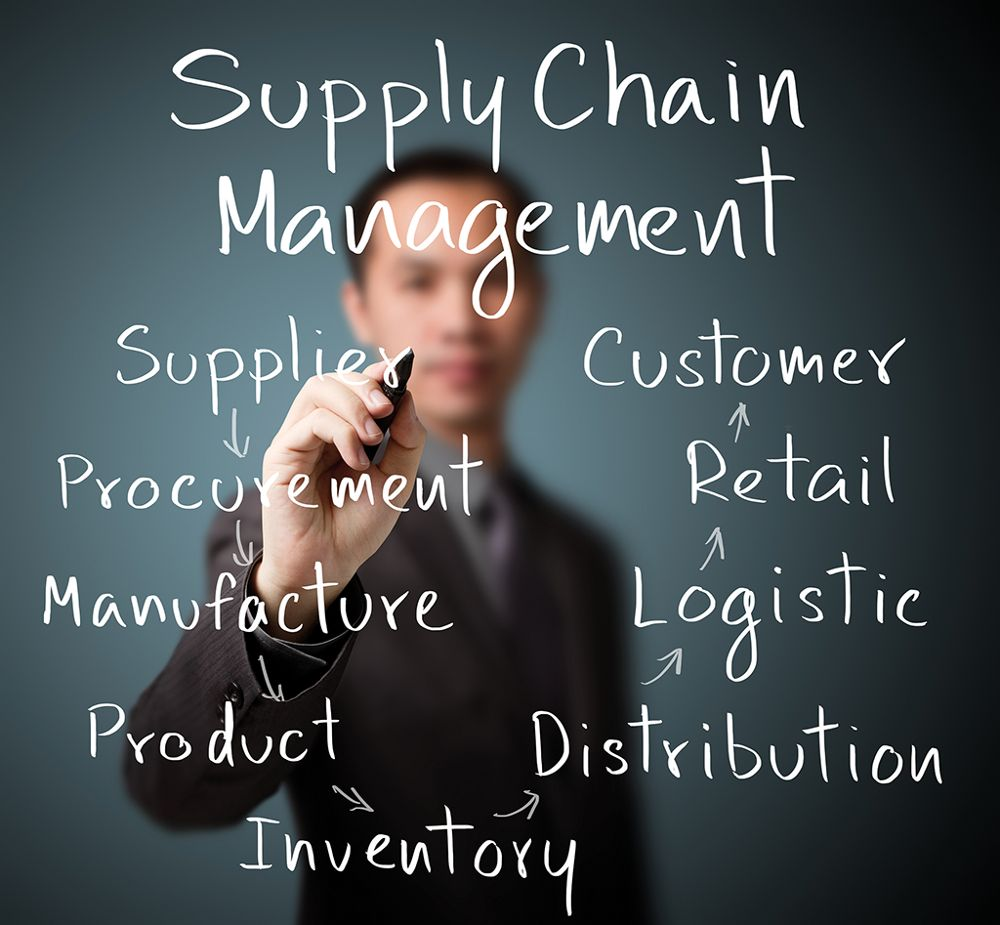 Supply Chain
Management
Supplier
Procurement
Manufacture
Product
Inventory
Distribution
Logistic
Retail
Customer